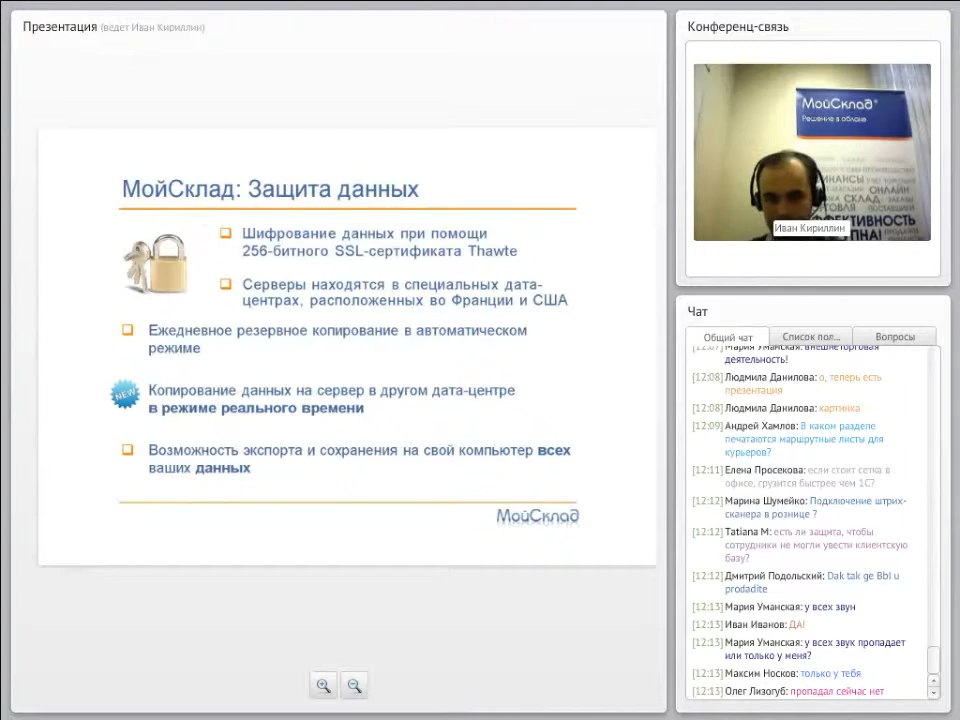 Презентация (ведет Иван Кириллин)
МойСклад: Защита данных
Шифрование данных при помощи
256-битного SSL-сертификата Thawte
Серверы находятся в специальных дата-
центрах, расположенных во Франции и США
Ежедневное резервное копирование в автоматическом
режиме
NEW
Копирование данных на сервер в другом дата-центре
в режиме реального времени
Возможность экспорта и сохранения на свой компьютер всех
ваших данных
МойСклад
Конференц-связь
МойСклад®
Решение в облаке
ОНЛАЙН
СКЛАД
Иван Кириллин
Чат
Общий чат
Список пол...
Вопросы
[12:07] Мария Уманская: внешнеторговая
деятельность!
[12:08] Людмила Данилова: о, теперь есть
презентация
[12:08] Людмила Данилова: картинка
[12:09] Андрей Хамлов: В каком разделе
печатаются маршрутные листы для
курьеров?
[12:11] Елена Просекова: если стоит сетка в
офисе, грузится быстрее чем 1С?
[12:12] Марина Шумейко: Подключение штрих-
сканера в рознице ?
[12:12] Tatiana M: есть ли защита, чтобы
сотрудники не могли увести клиентскую
базу?
[12:12] Дмитрий Подольский: Dak tak ge BbI u
prodadite
[12:13] Мария Уманская: у всех звун
[12:13] Иван Иванов: ДА!
[12:13] Мария Уманская: у всех звук пропадает
или только у меня?
[12:13] Максим Носков: только у тебя
[12:13] Олег Лизогуб: пропадал сейчас нет